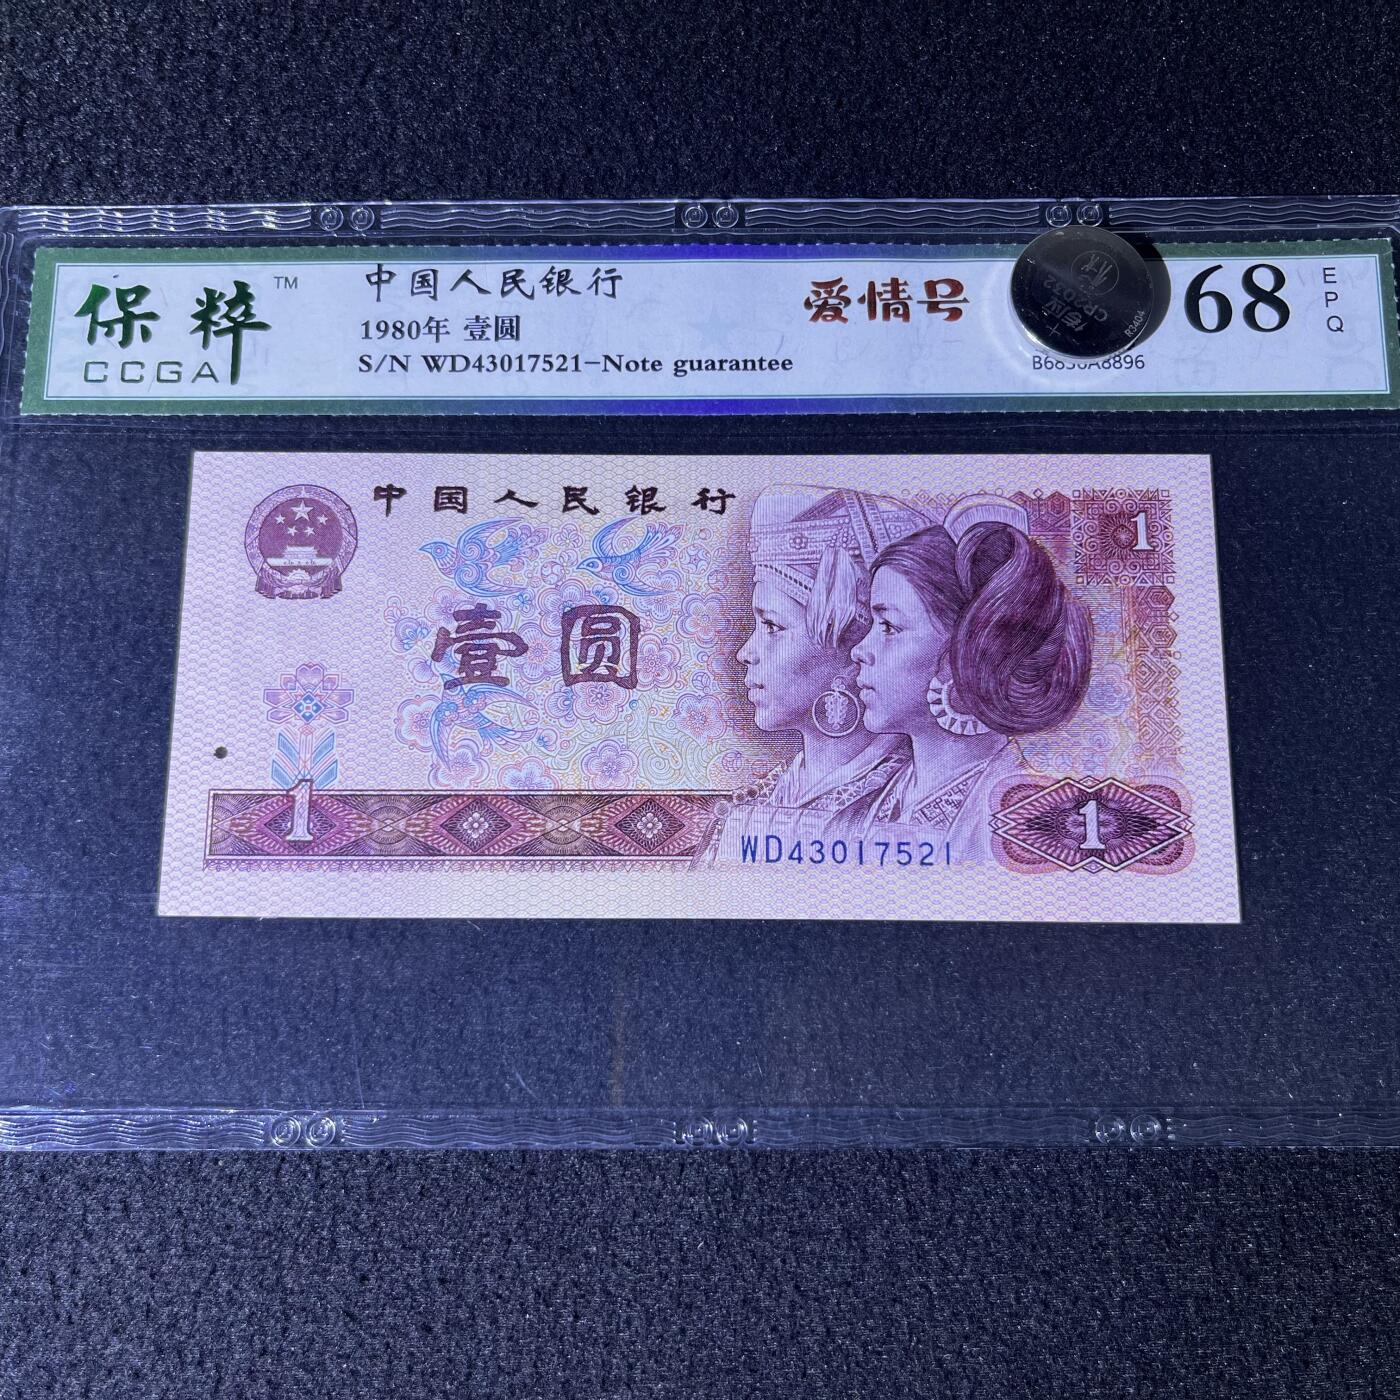 保粹™
CCGA
中国人民银行
1980年 壹圆
S/N WD43017521-Note guarantee
爱情号
CR2032
R3404
68
EPQ
中国人民银行
壹圆
1
1
WD43017521
1